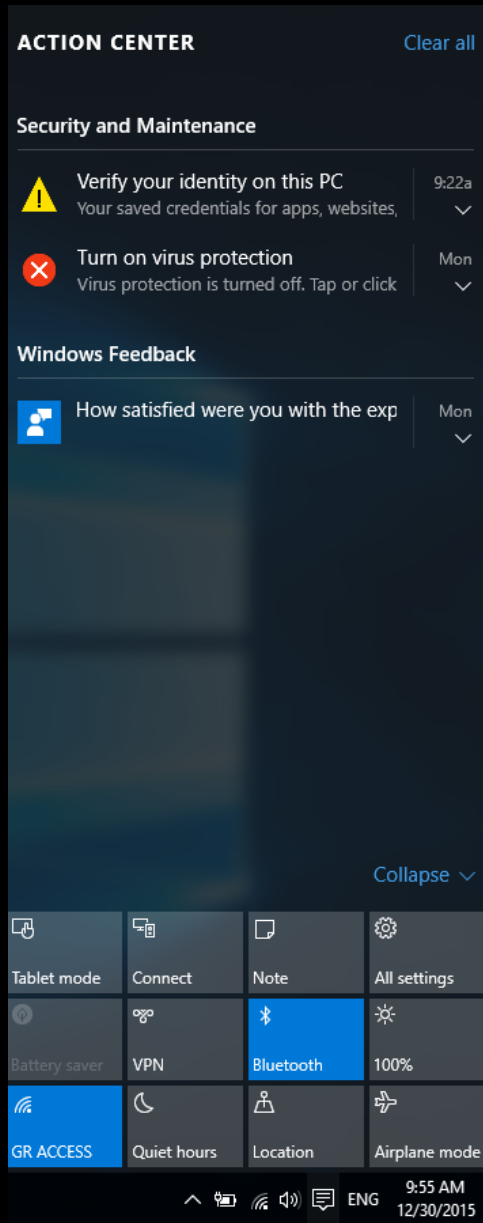 ACTION CENTER Clear all
Security and Maintenance
Verify your identity on this PC 9:22a
Your saved credentials for apps, websites,
Turn on virus protection Mon
Virus protection is turned off. Tap or click
Windows Feedback
How satisfied were you with the exp Mon
Collapse
Tablet mode Connect Note All settings
Battery saver VPN Bluetooth 100%
GR ACCESS Quiet hours Location Airplane mode
ENG 9:55 AM
12/30/2015